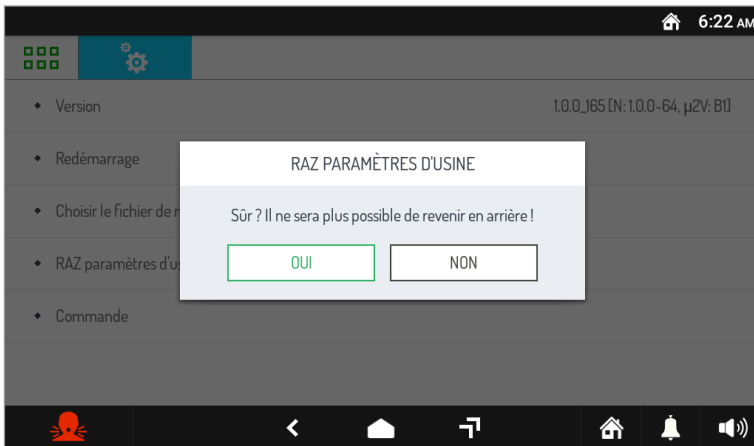 6:22 AM
Version 1.0.0_165 [N: 1.0.0-64, µ2V: B1]
Redémarrage
RAZ PARAMÈTRES D'USINE
Choisir le fichier de
Sûr ? Il ne sera plus possible de revenir en arrière !
RAZ paramètres d'us
OUI NON
Commande